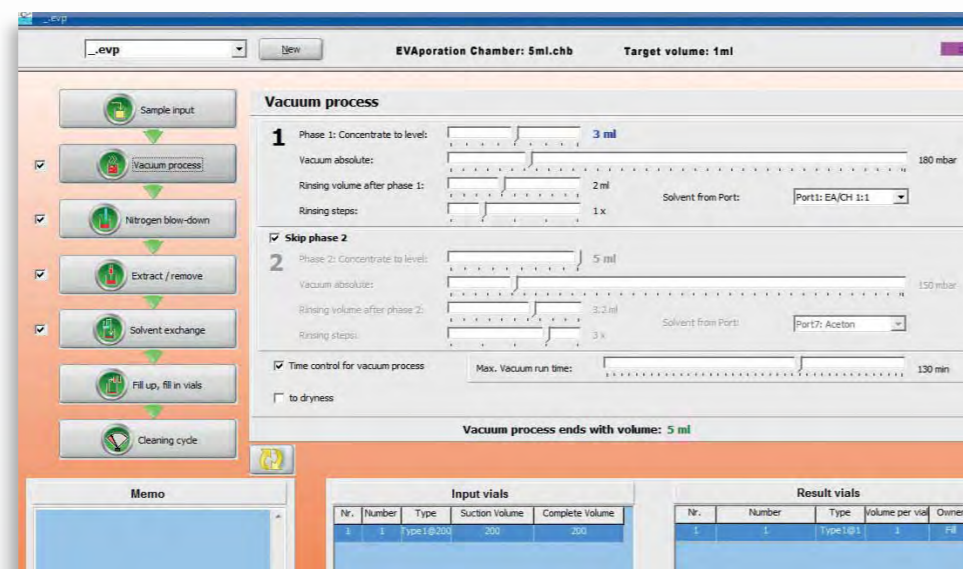 _.evp
_.evp New EVAporation Chamber: 5ml.chb Target volume: 1ml
Sample input
Vacuum process
Nitrogen blow-down
Extract / remove
Solvent exchange
Fill up, fill in vials
Cleaning cycle
Vacuum process
1 Phase 1: Concentrate to level: 3 ml
Vacuum absolute: 180 mbar
Rinsing volume after phase 1: 2 ml
Solvent from Port: Port1: EA/CH 1:1
Rinsing steps: 1 x
Skip phase 2
2 Phase 2: Concentrate to level: 5 ml
Vacuum absolute: 150 mbar
Rinsing volume after phase 2: 3.2 ml
Solvent from Port: Port7: Aceton
Rinsing steps: 3 x
Time control for vacuum process Max. Vacuum run time: 130 min
to dryness
Vacuum process ends with volume: 5 ml
Memo
Input vials
Nr. Number Type Suction Volume Complete Volume
1 1 Type1@200 200 200
Result vials
Nr. Number Type Volume per vial Owner
1 1 Type1@1 1 Fill